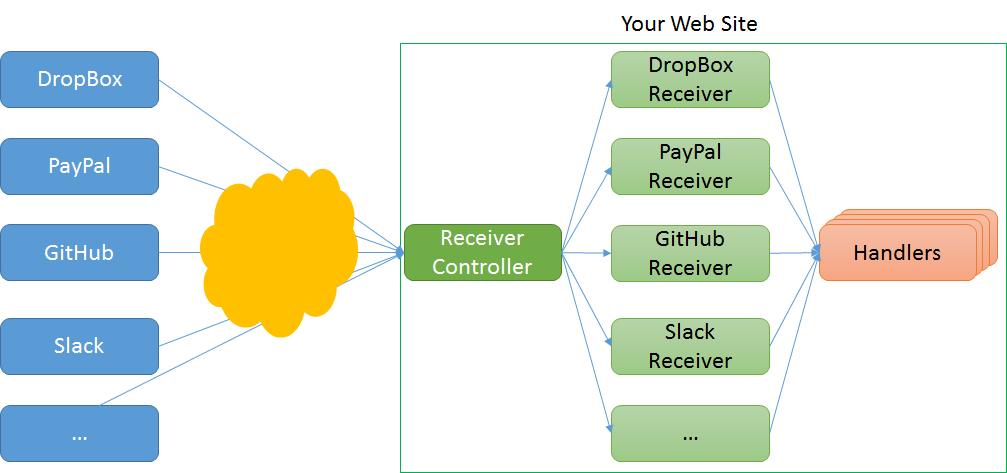 Your Web Site
DropBox
PayPal
GitHub
Slack
...
Receiver
Controller
DropBox
Receiver
PayPal
Receiver
GitHub
Receiver
Slack
Receiver
...
Handlers